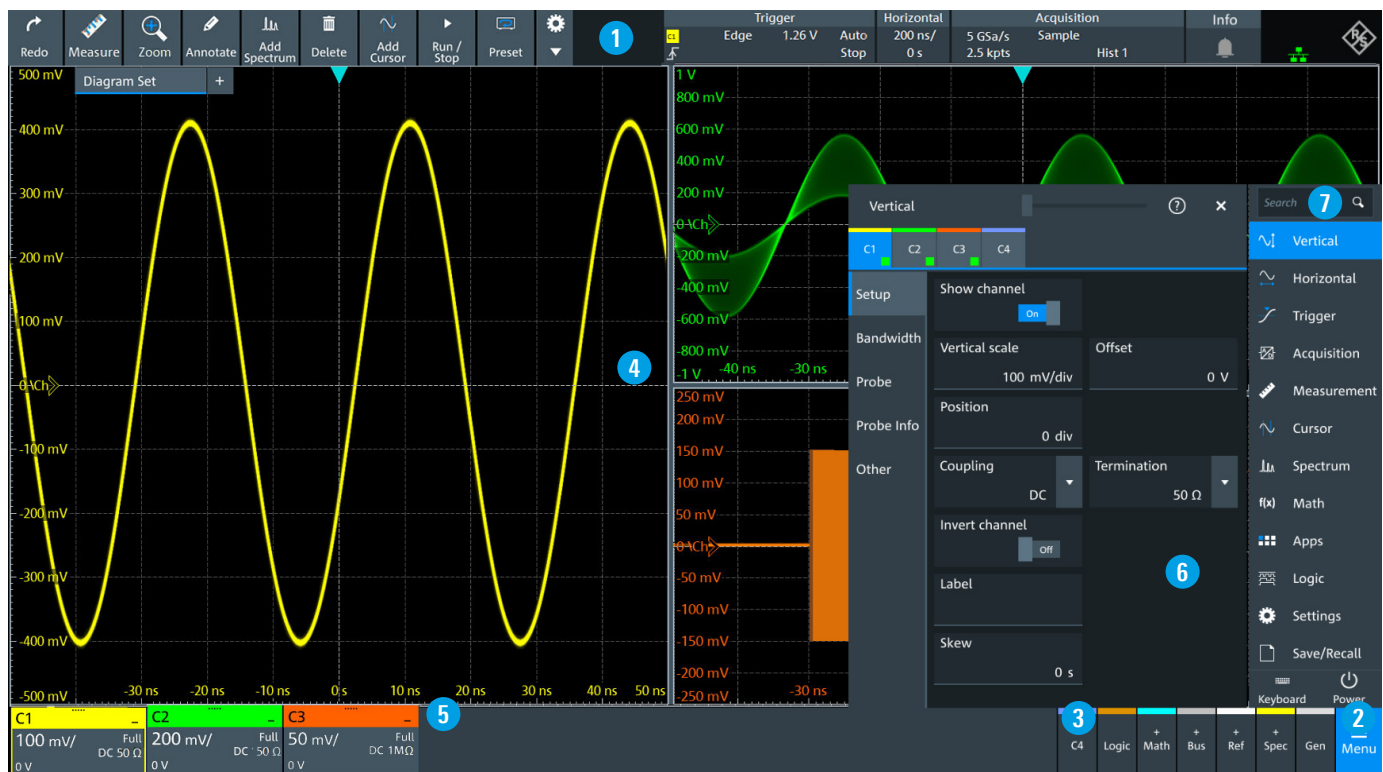 Redo
Measure
Zoom
Annotate
Add Spectrum
Delete
Add Cursor
Run / Stop
Preset
1
C1
Trigger
Edge 1.26 V Auto
Stop
Horizontal
200 ns/
0 s
Acquisition
5 GSa/s Sample
2.5 kpts Hist 1
Info
R&S
Diagram Set +
500 mV
400 mV
300 mV
200 mV
100 mV
-100 mV
-200 mV
-300 mV
-400 mV
-500 mV
-30 ns -20 ns -10 ns 0 s 10 ns 20 ns 30 ns 40 ns 50 ns
4
1 V
800 mV
600 mV
400 mV
200 mV
-200 mV
-400 mV
-600 mV
-800 mV
-1 V -40 ns -30 ns
250 mV
200 mV
150 mV
100 mV
50 mV
-50 mV
-100 mV
-150 mV
-200 mV
-250 mV -30 ns
Vertical ? ×
C1 C2 C3 C4
Setup
Bandwidth
Probe
Probe Info
Other
Show channel
On
Vertical scale
100 mV/div
Offset
0 V
Position
0 div
Coupling
DC
Termination
50 Ω
Invert channel
Off
Label
Skew
0 s
6
Search 7
Vertical
Horizontal
Trigger
Acquisition
Measurement
Cursor
Spectrum
f(x) Math
Apps
Logic
Settings
Save/Recall
Keyboard Power
C1
100 mV/ Full
DC 50 Ω
0 V
C2
200 mV/ Full
DC 50 Ω
0 V
C3
50 mV/ Full
DC 1MΩ
0 V
5
3
C4
Logic
+ Math
+ Bus
+ Ref
+ Spec
Gen
2
Menu